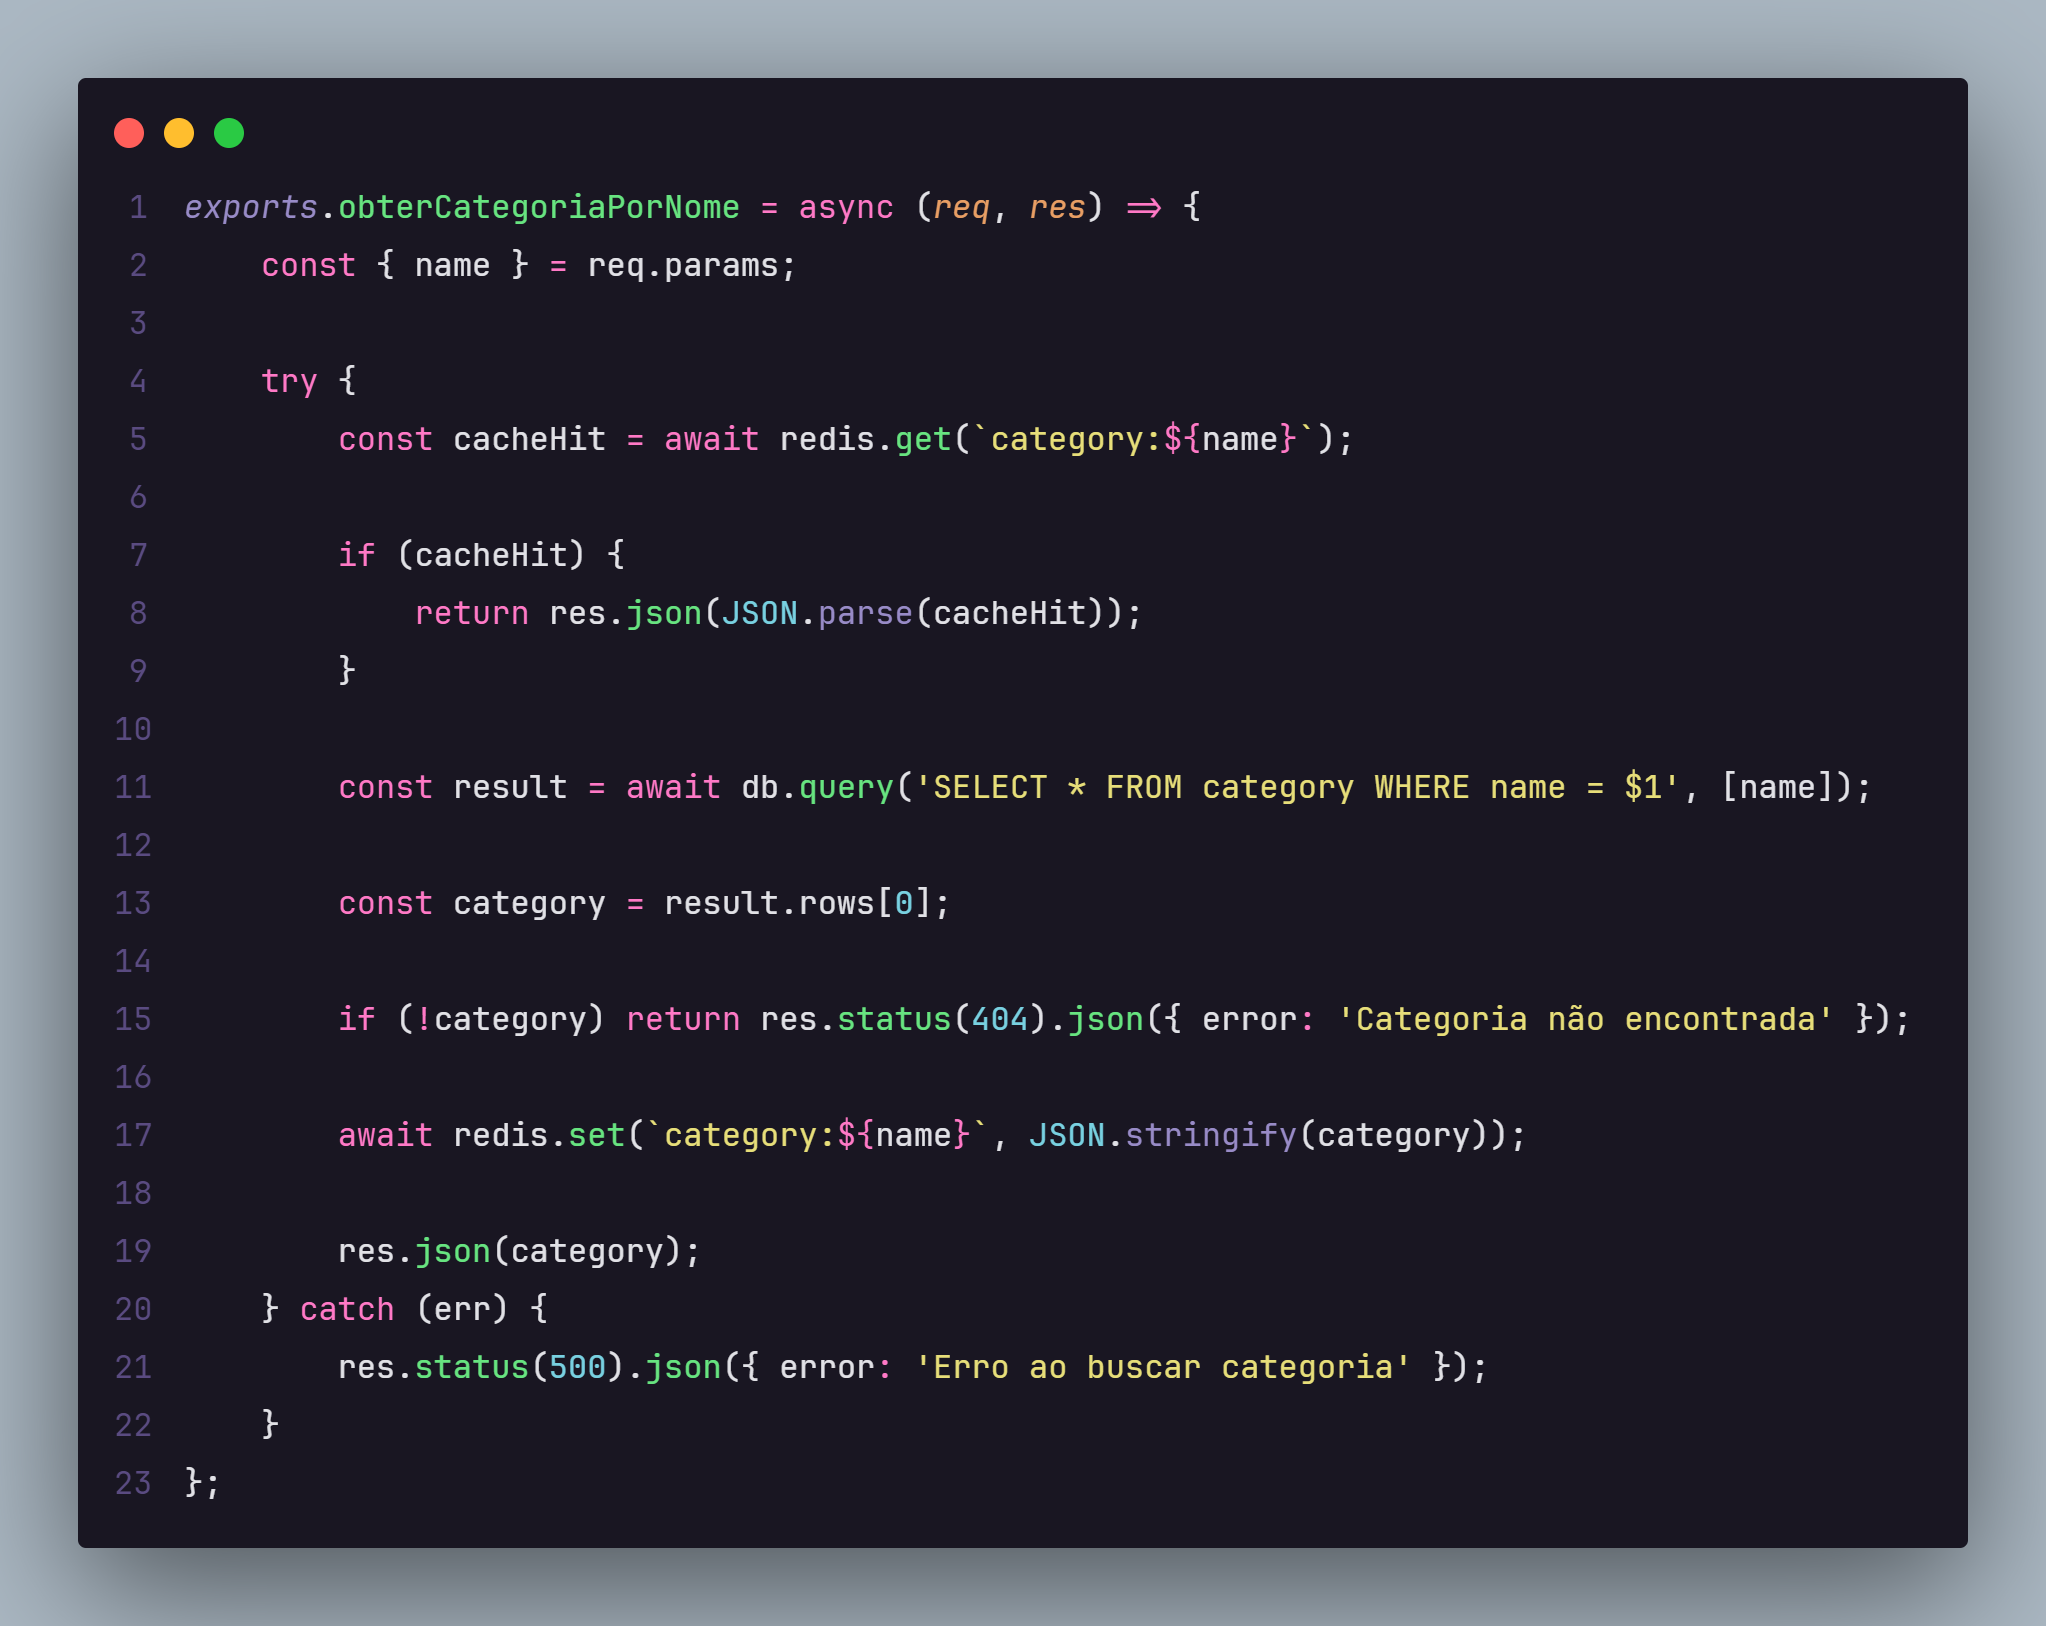 1 exports.obterCategoriaPorNome = async (req, res) => {
2     const { name } = req.params;
3
4     try {
5         const cacheHit = await redis.get(`category:${name}`);
6
7         if (cacheHit) {
8             return res.json(JSON.parse(cacheHit));
9         }
10
11         const result = await db.query('SELECT * FROM category WHERE name = $1', [name]);
12
13         const category = result.rows[0];
14
15         if (!category) return res.status(404).json({ error: 'Categoria não encontrada' });
16
17         await redis.set(`category:${name}`, JSON.stringify(category));
18
19         res.json(category);
20     } catch (err) {
21         res.status(500).json({ error: 'Erro ao buscar categoria' });
22     }
23 };